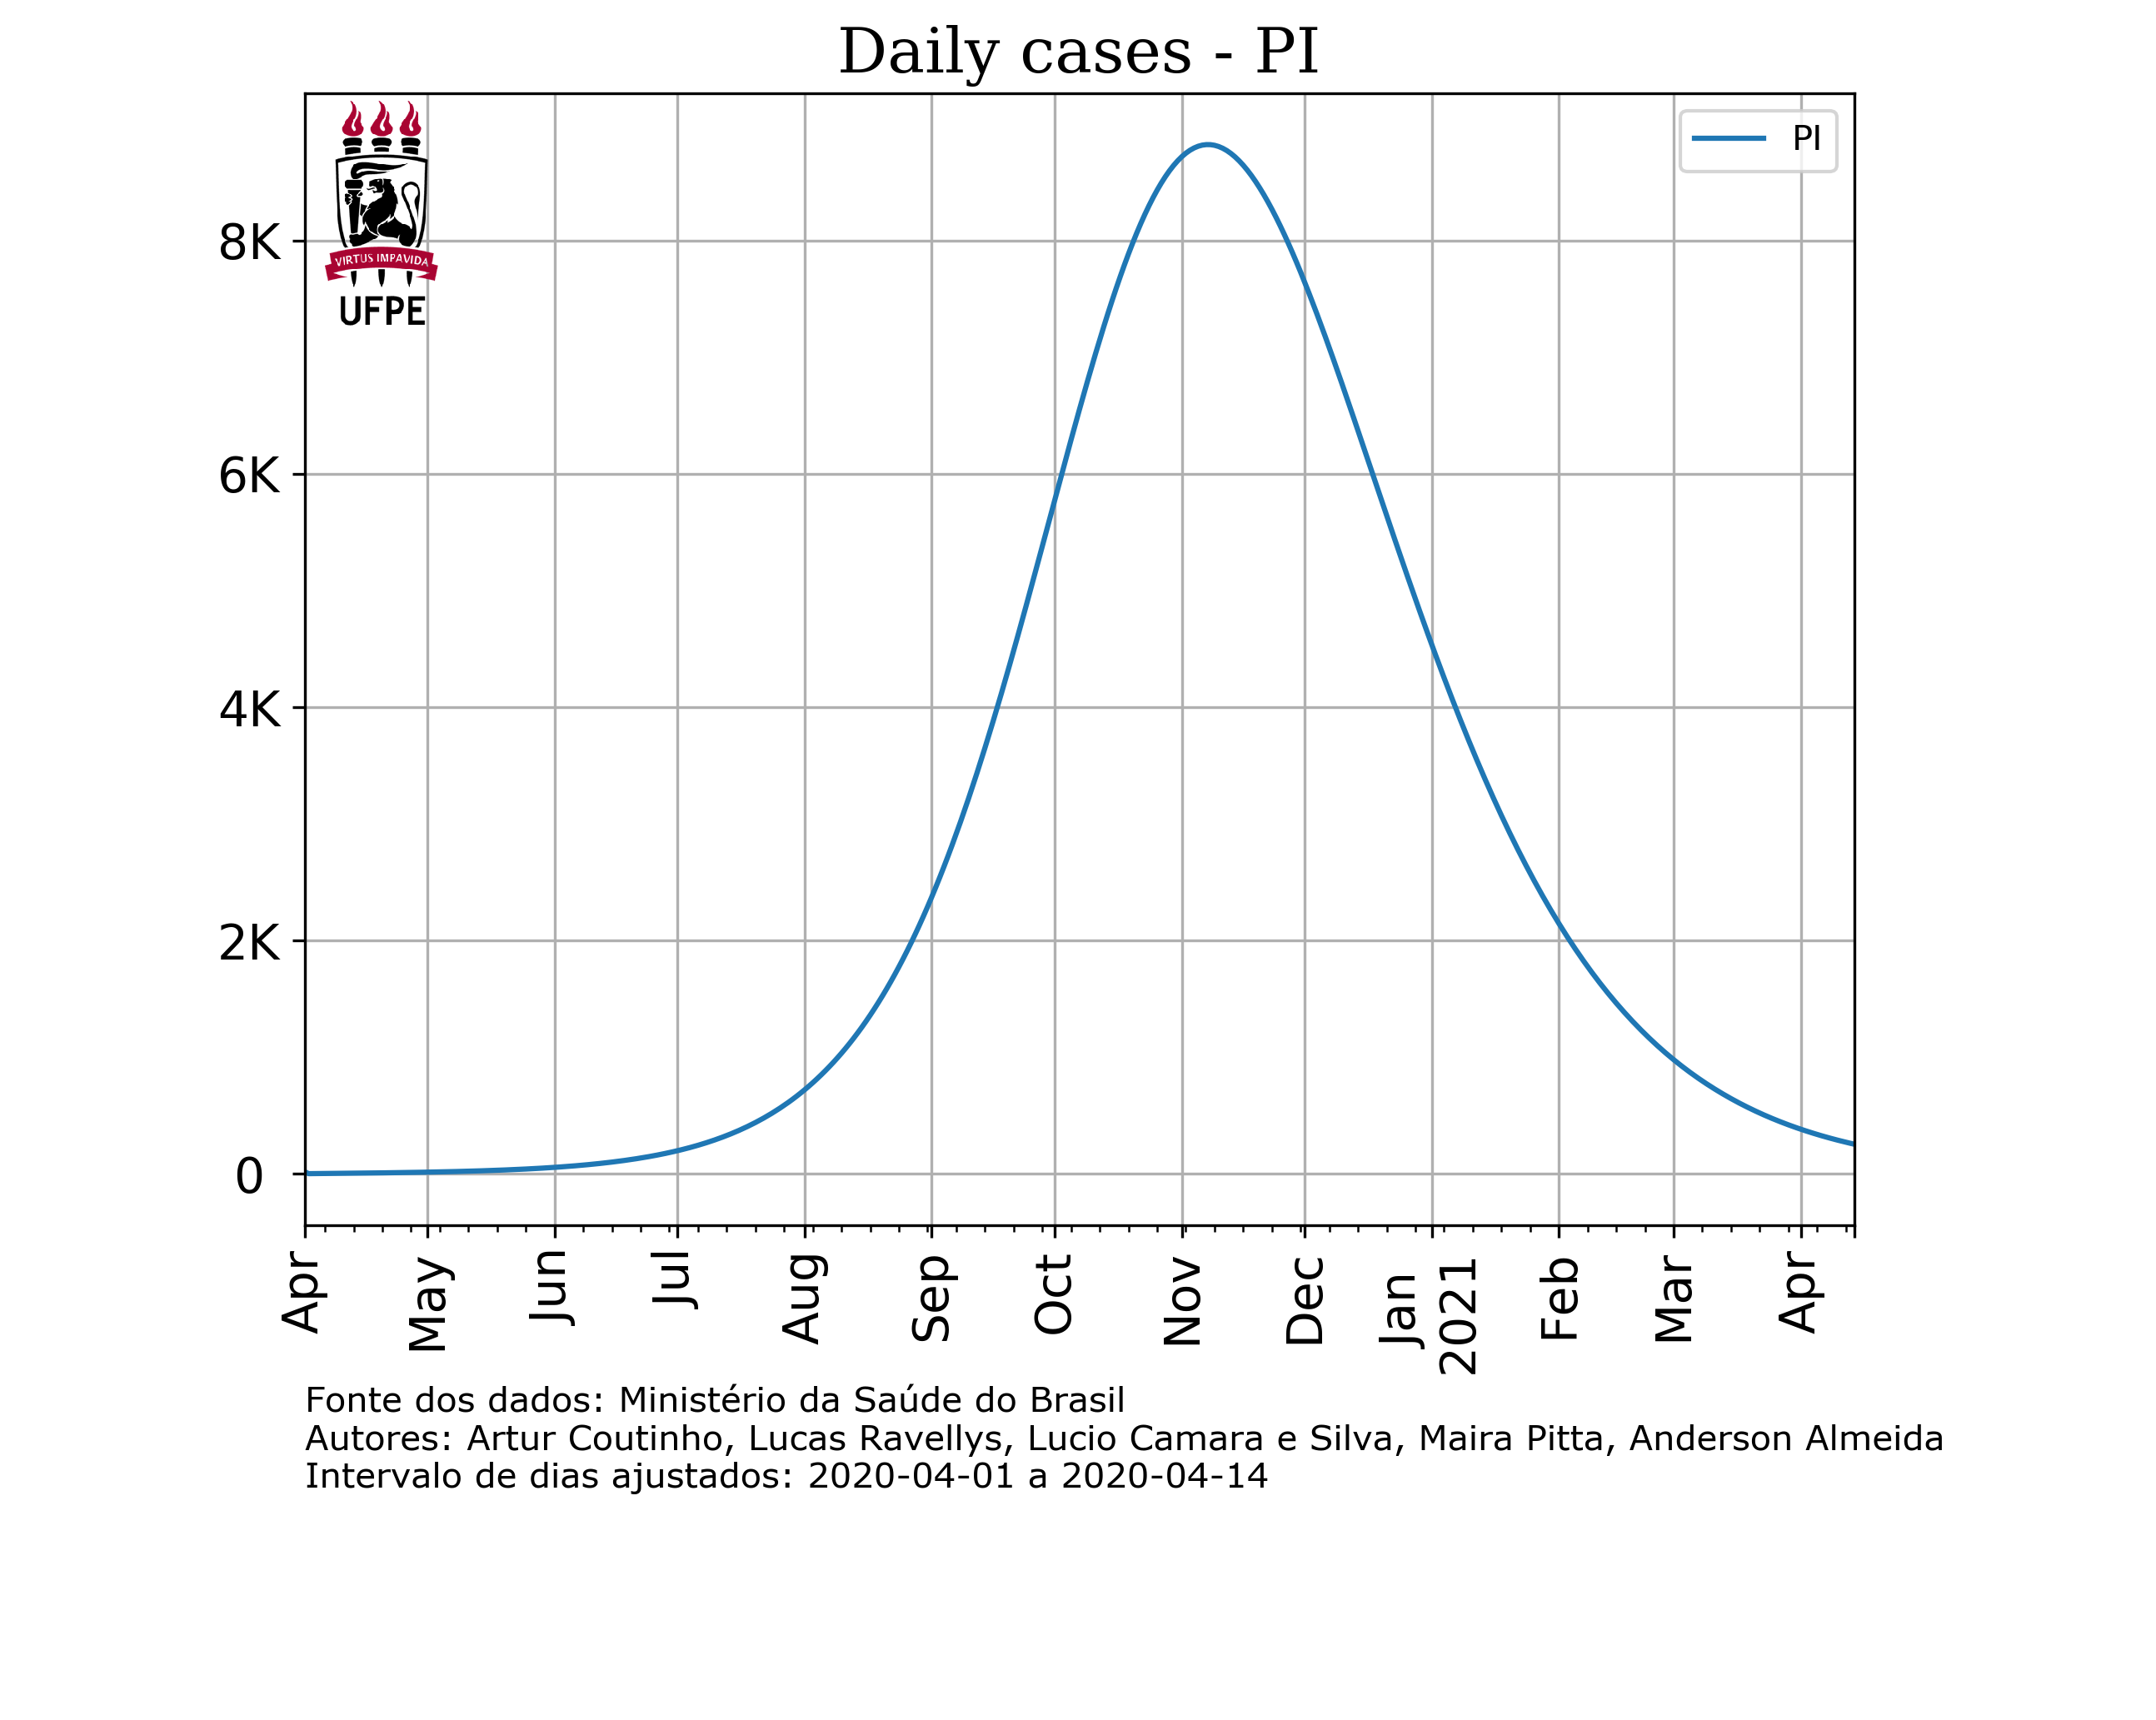 Daily cases - PI
PI
VIRTUS IMPAVIDA
UFPE
8K
6K
4K
2K
0
Apr
May
Jun
Jul
Aug
Sep
Oct
Nov
Dec
Jan
2021
Feb
Mar
Apr
Fonte dos dados: Ministério da Saúde do Brasil
Autores: Artur Coutinho, Lucas Ravellys, Lucio Camara e Silva, Maira Pitta, Anderson Almeida
Intervalo de dias ajustados: 2020-04-01 a 2020-04-14